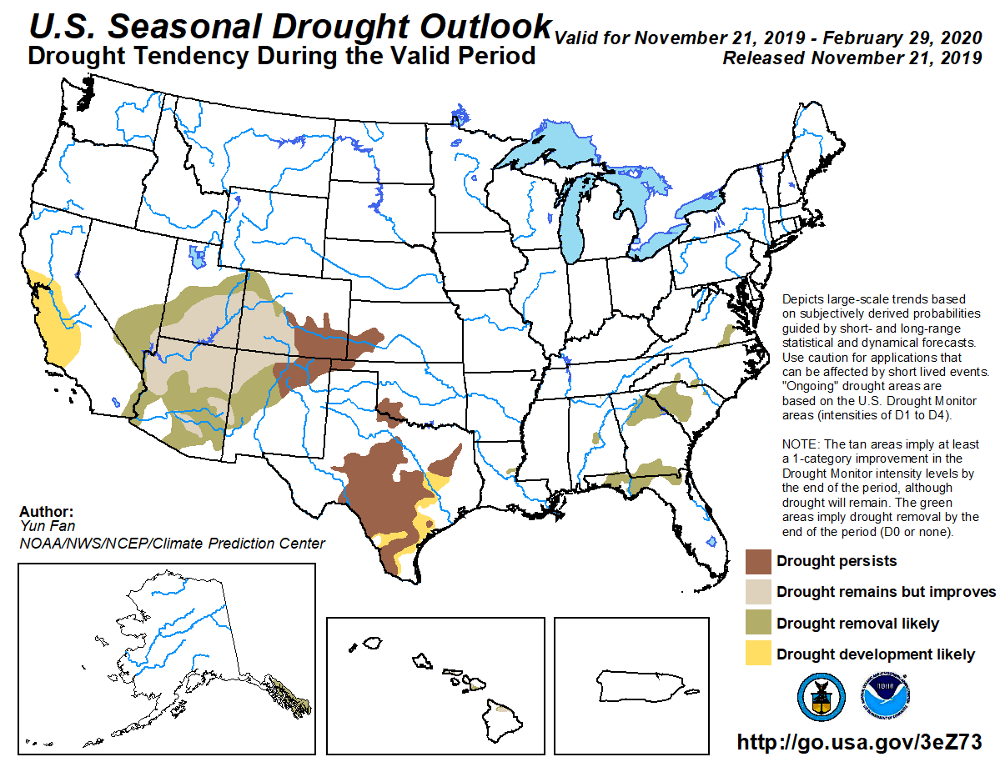 U.S. Seasonal Drought Outlook
Drought Tendency During the Valid Period
Valid for November 21, 2019 - February 29, 2020
Released November 21, 2019
Depicts large-scale trends based
on subjectively derived probabilities
guided by short- and long-range
statistical and dynamical forecasts.
Use caution for applications that
can be affected by short lived events.
"Ongoing" drought areas are
based on the U.S. Drought Monitor
areas (intensities of D1 to D4).
NOTE: The tan areas imply at least
a 1-category improvement in the
Drought Monitor intensity levels by
the end of the period, although
drought will remain. The green
areas imply drought removal by the
end of the period (D0 or none).
Author:
Yun Fan
NOAA/NWS/NCEP/Climate Prediction Center
Drought persists
Drought remains but improves
Drought removal likely
Drought development likely
http://go.usa.gov/3eZ73